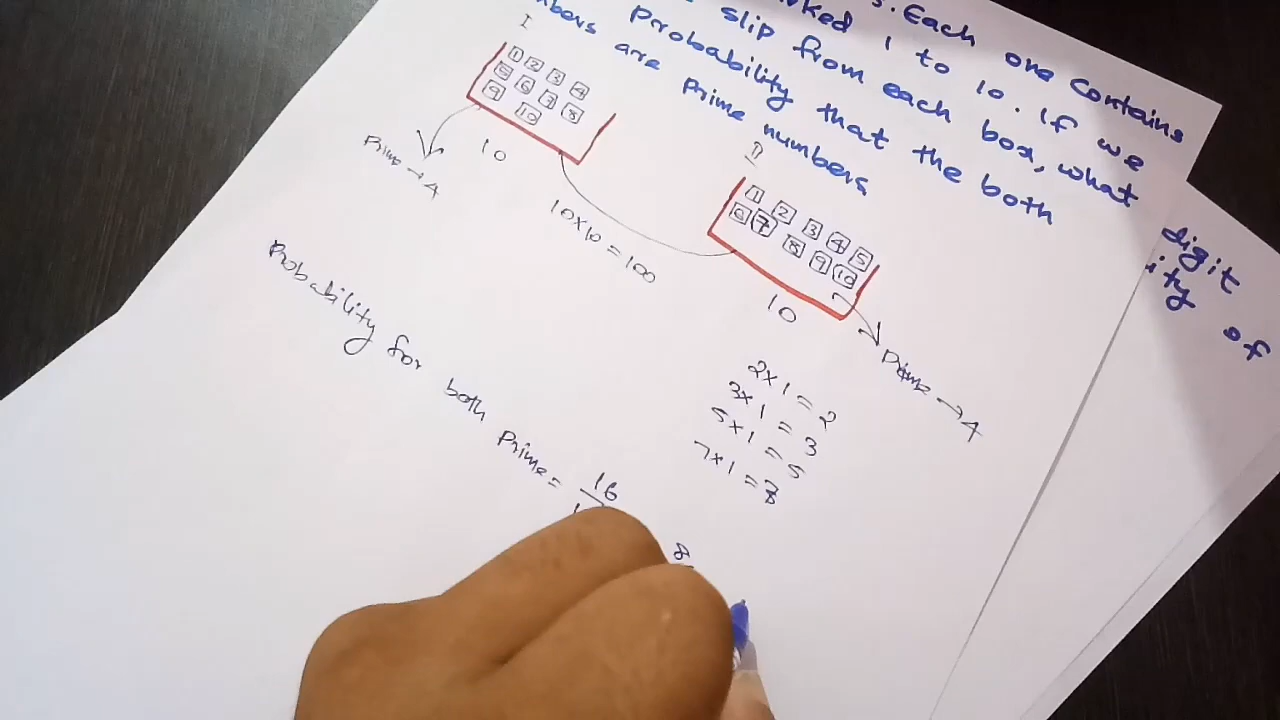 s. Each one contains
marked 1 to 10. If we
slip from each box, what
Probability that the both
mbers are prime numbers
I
1 2 3 4
5 6 7 8
9 10
10
Prime → 4
10 × 10 = 100
II
1 2 3 4 5
6 7 8 9 10
10
Prime → 4
2 × 1 = 2
3 × 1 = 3
5 × 1 = 5
7 × 1 = 8
Probability for both Prime = 16
8
digit
ity of